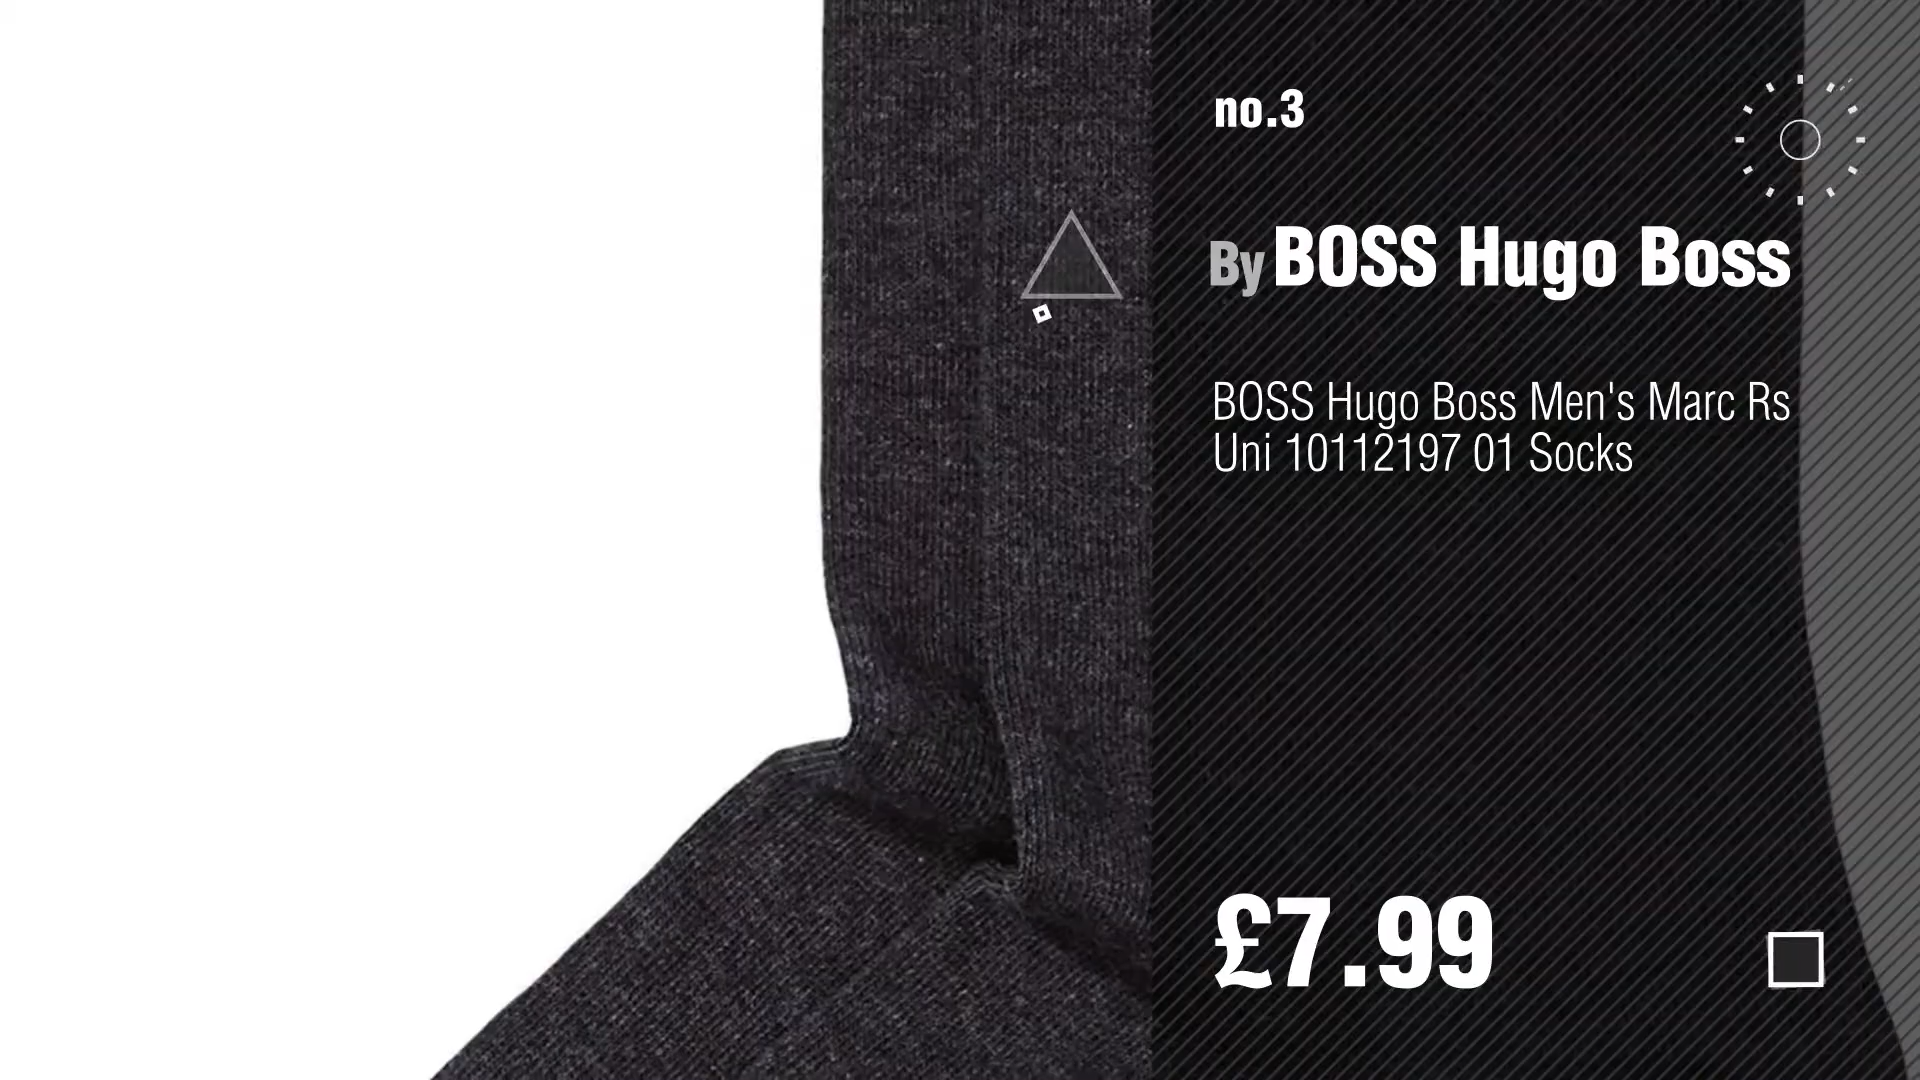 no.3
By BOSS Hugo Boss
BOSS Hugo Boss Men's Marc Rs
Uni 10112197 01 Socks
£7.99